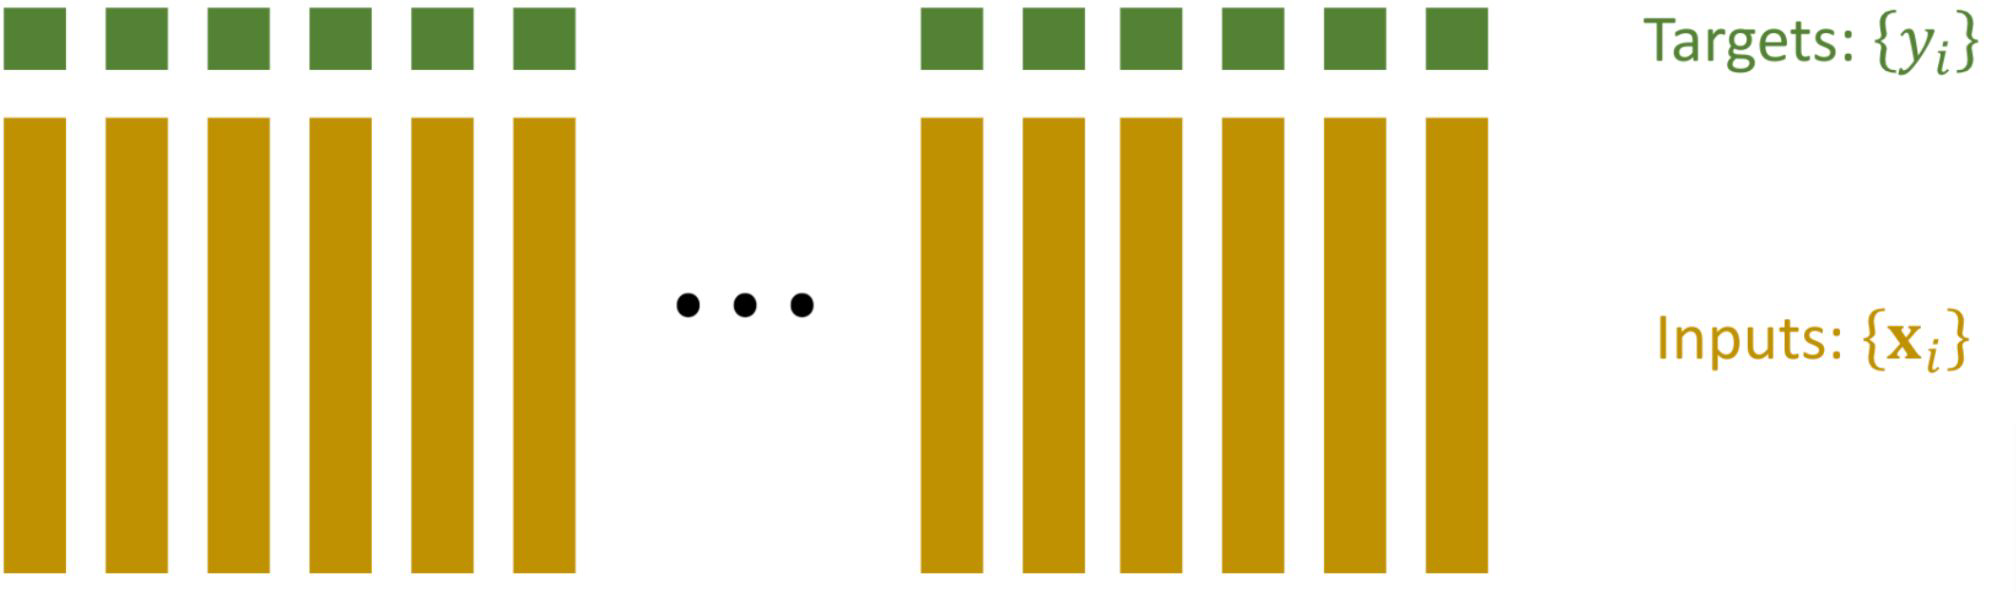 Targets: {yᵢ}
• • •
Inputs: {𝐱ᵢ}